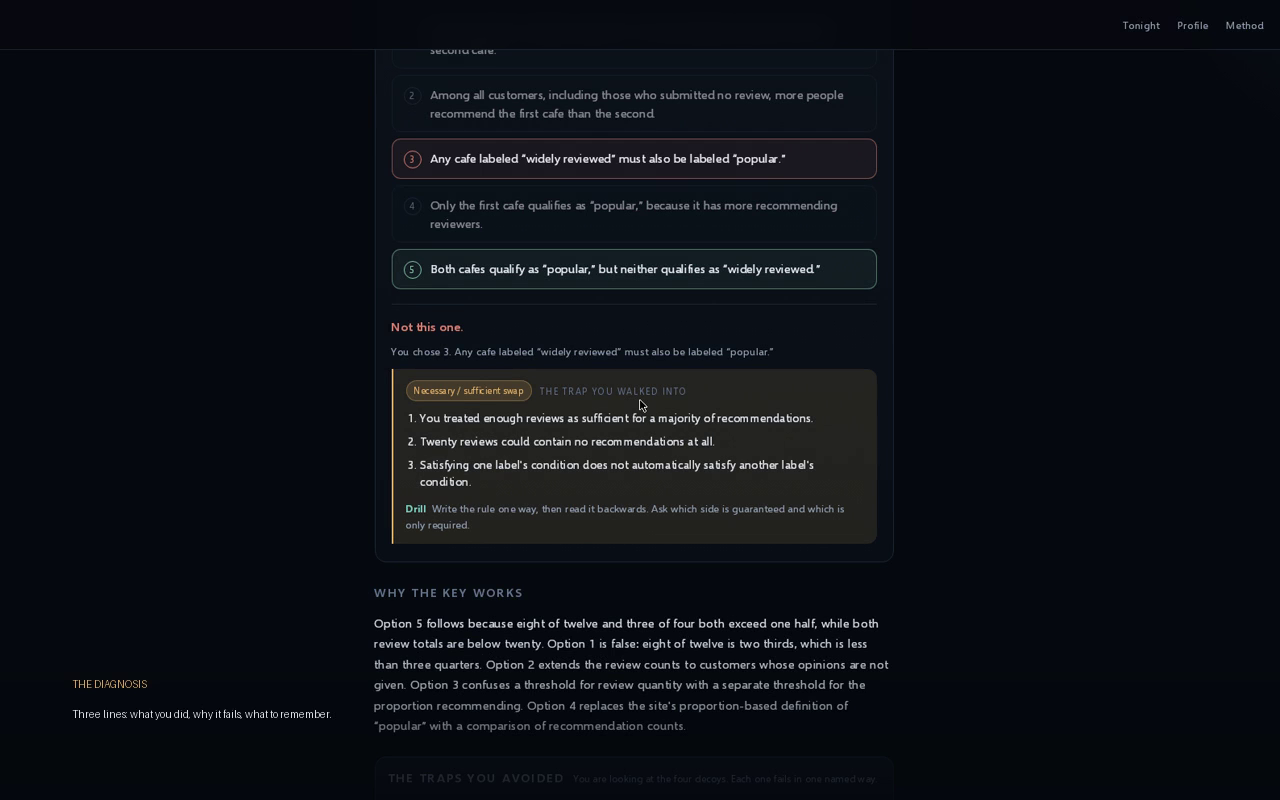 Tonight Profile Method
second cafe.
2 Among all customers, including those who submitted no review, more people
recommend the first cafe than the second.
3 Any cafe labeled “widely reviewed” must also be labeled “popular.”
4 Only the first cafe qualifies as “popular,” because it has more recommending
reviewers.
5 Both cafes qualify as “popular,” but neither qualifies as “widely reviewed.”
Not this one.
You chose 3. Any cafe labeled “widely reviewed” must also be labeled “popular.”
Necessary / sufficient swap THE TRAP YOU WALKED INTO
1. You treated enough reviews as sufficient for a majority of recommendations.
2. Twenty reviews could contain no recommendations at all.
3. Satisfying one label's condition does not automatically satisfy another label's
condition.
Drill Write the rule one way, then read it backwards. Ask which side is guaranteed and which is
only required.
WHY THE KEY WORKS
Option 5 follows because eight of twelve and three of four both exceed one half, while both
review totals are below twenty. Option 1 is false: eight of twelve is two thirds, which is less
than three quarters. Option 2 extends the review counts to customers whose opinions are not
given. Option 3 confuses a threshold for review quantity with a separate threshold for the
proportion recommending. Option 4 replaces the site's proportion-based definition of
“popular” with a comparison of recommendation counts.
THE DIAGNOSIS
Three lines: what you did, why it fails, what to remember.
THE TRAPS YOU AVOIDED You are looking at the four decoys. Each one fails in one named way.